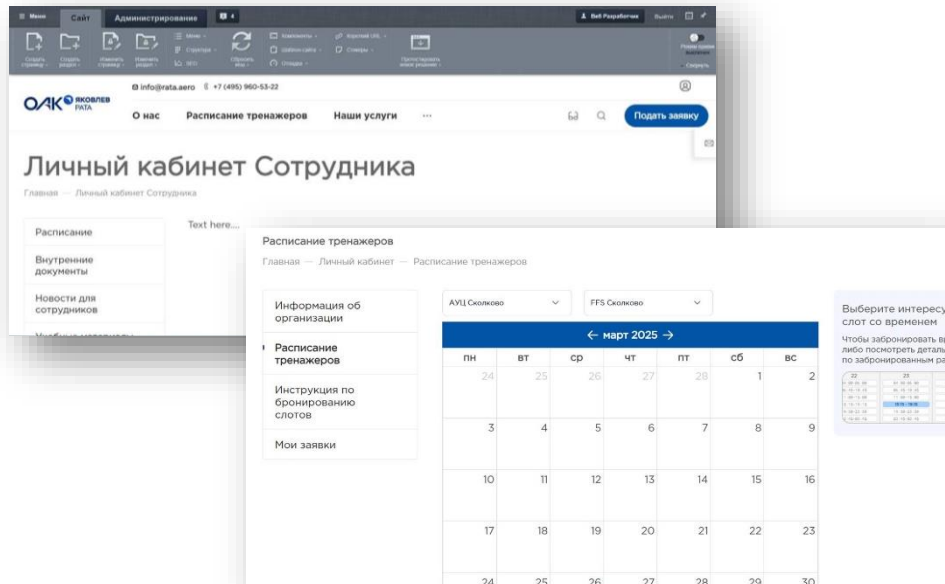 Меню Сайт Администрирование 4 Веб Разработчик Выйти
Создать страницу Создать раздел Изменить страницу Изменить раздел Меню Структура SEO Сбросить кеш Компоненты Шаблон сайта Отладка Короткий URL Стикеры Протестировать новое решение Режим правки выключен Свернуть
info@rata.aero +7 (495) 960-53-22
ОАК ЯКОВЛЕВ
РАТА
О нас Расписание тренажеров Наши услуги ... Подать заявку
Личный кабинет Сотрудника
Главная — Личный кабинет Сотрудника
Расписание Text here....
Внутренние
документы
Новости для
сотрудников
Расписание тренажеров
Главная — Личный кабинет — Расписание тренажеров
Информация об
организации
Расписание
тренажеров
Инструкция по
бронированию
слотов
Мои заявки
АУЦ Сколково FFS Сколково
← март 2025 →
пн вт ср чт пт сб вс
24 25 26 27 28 1 2
3 4 5 6 7 8 9
10 11 12 13 14 15 16
17 18 19 20 21 22 23
24 25 26 27 28 29 30
Выберите интересу
слот со временем
Чтобы забронировать в
либо посмотреть деталь
по забронированным ра
22 23